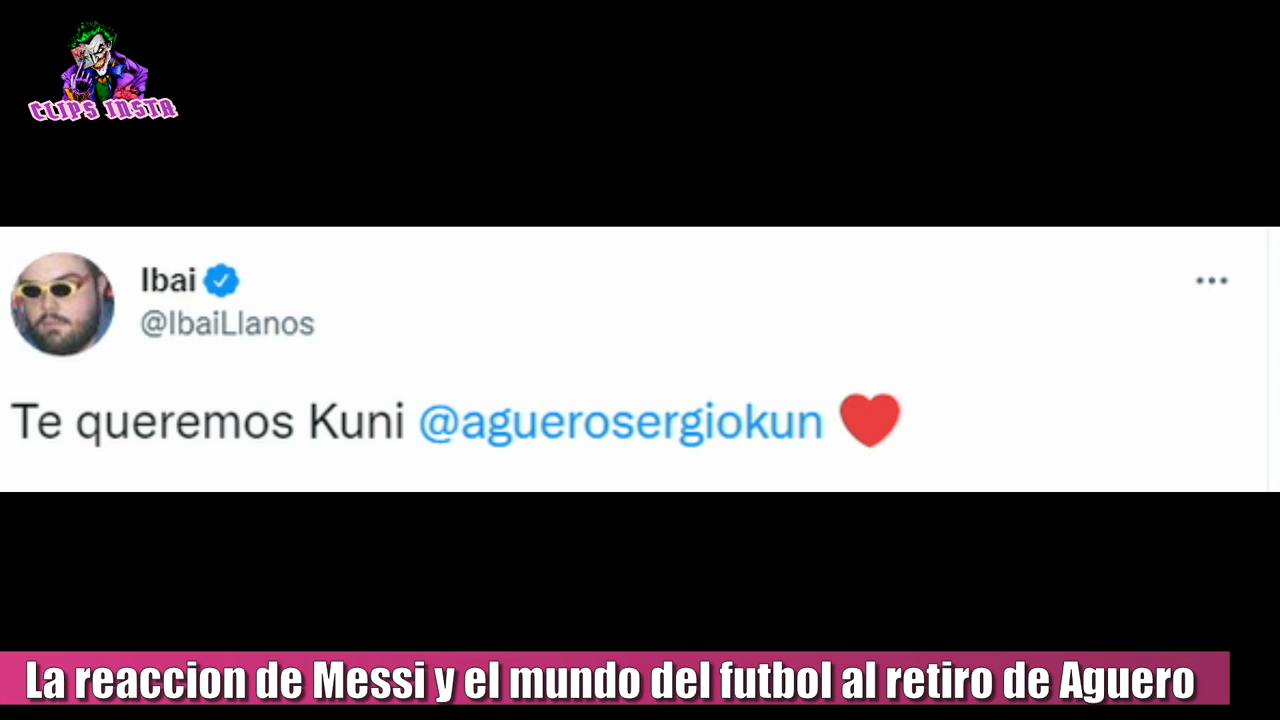 CLIPS INSTA
Ibai
@IbaiLlanos
Te queremos Kuni @aguerosergiokun
La reaccion de Messi y el mundo del futbol al retiro de Aguero